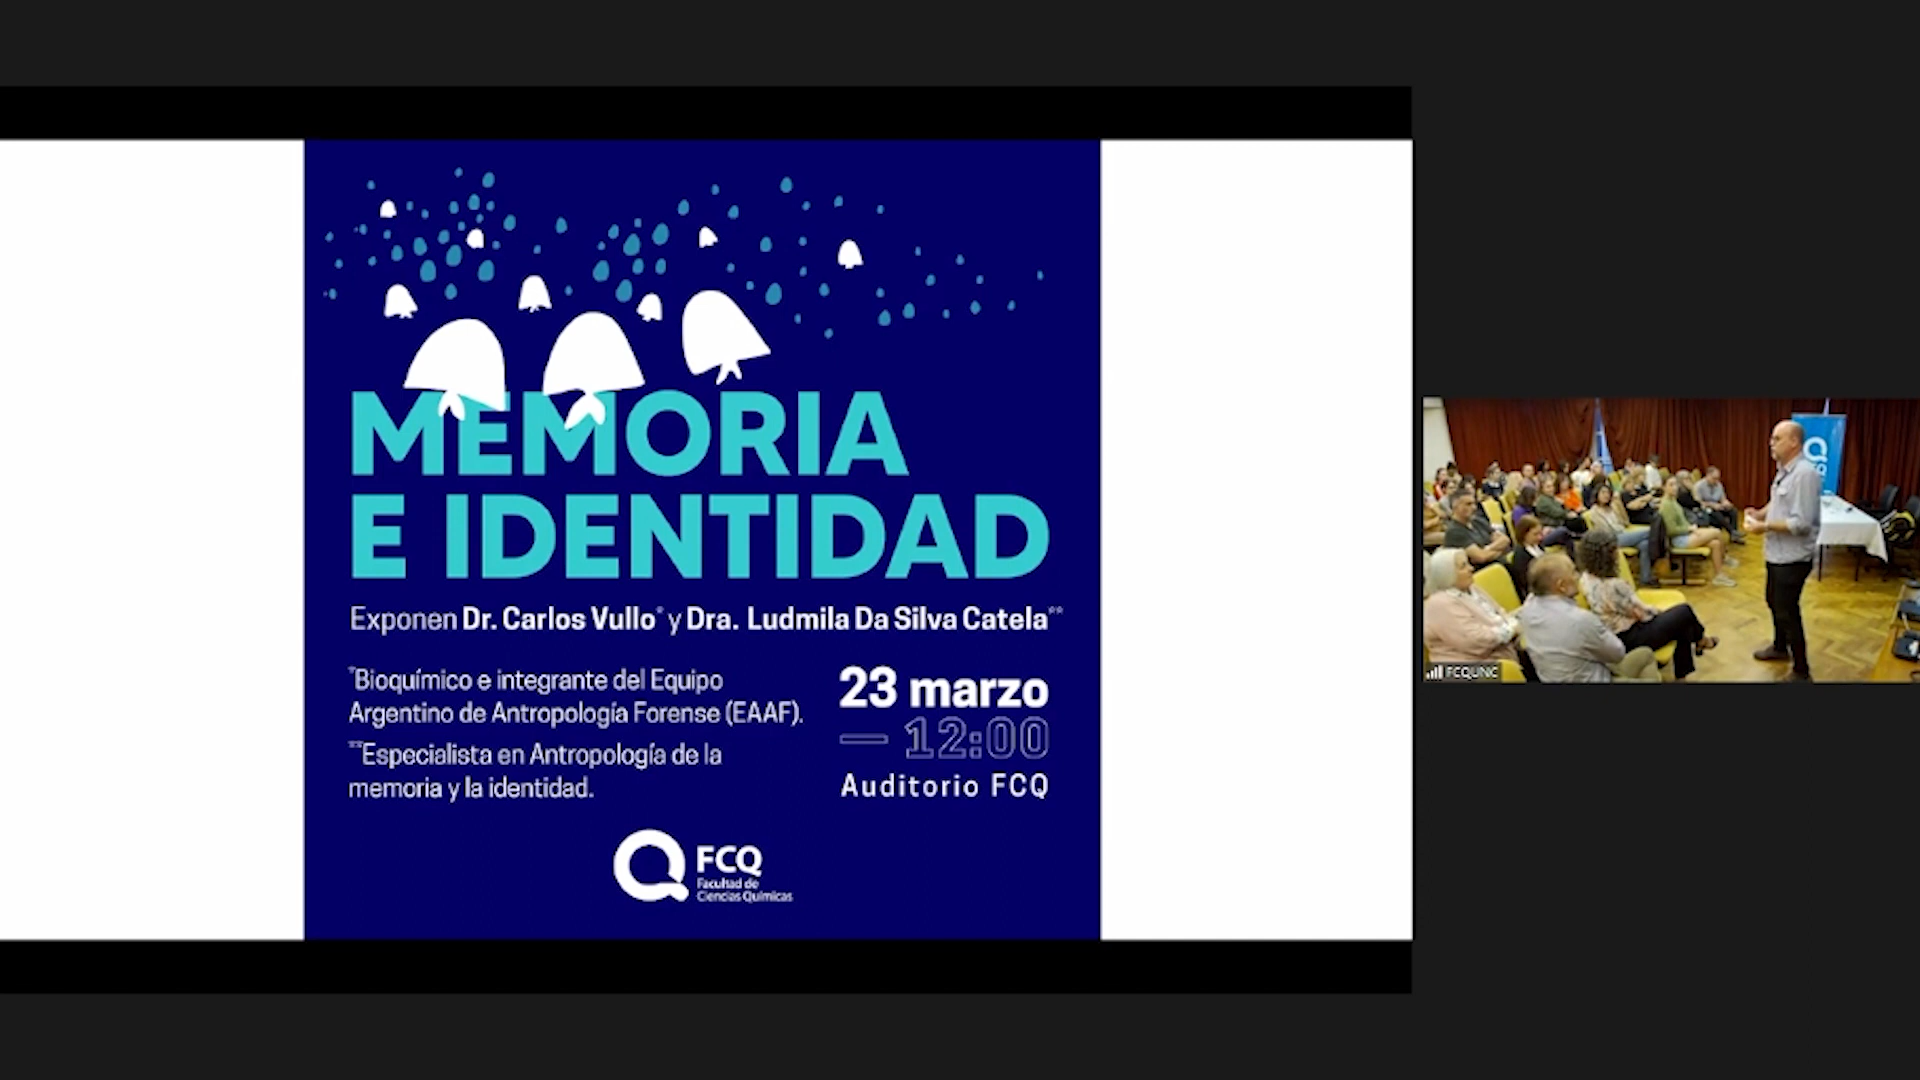 MEMORIA
E IDENTIDAD
Exponen Dr. Carlos Vullo* y Dra. Ludmila Da Silva Catela**
*Bioquímico e integrante del Equipo
Argentino de Antropología Forense (EAAF).
**Especialista en Antropología de la
memoria y la identidad.
23 marzo
— 12:00
Auditorio FCQ
FCQ
Facultad de
Ciencias Químicas
FCQUNC